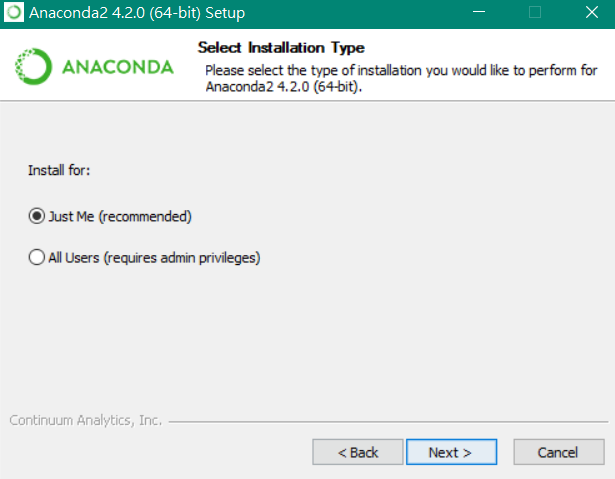 Anaconda2 4.2.0 (64-bit) Setup
ANACONDA
Select Installation Type
Please select the type of installation you would like to perform for
Anaconda2 4.2.0 (64-bit).
Install for:
Just Me (recommended)
All Users (requires admin privileges)
Continuum Analytics, Inc.
< Back
Next >
Cancel